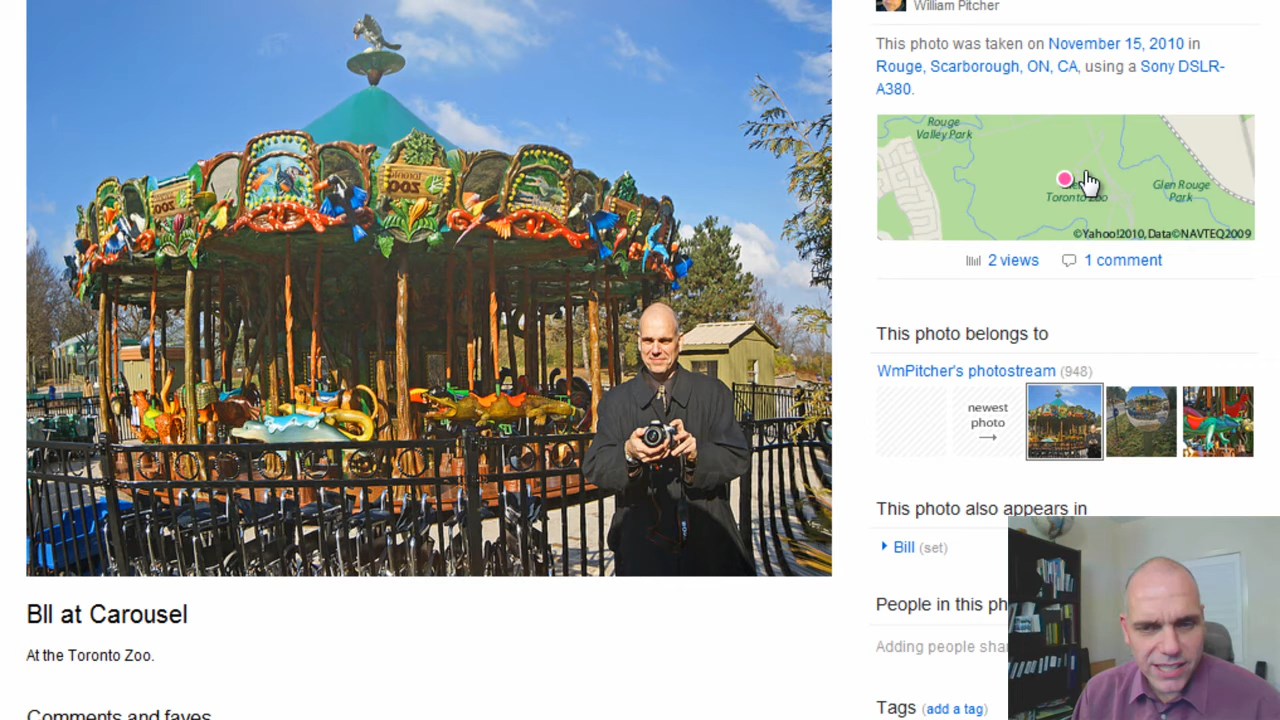 William Pitcher
This photo was taken on November 15, 2010 in
Rouge, Scarborough, ON, CA, using a Sony DSLR-
A380.
Rouge
Valley Park
Toronto Zoo
Glen Rouge
Park
©Yahoo!2010, Data©NAVTEQ2009
2 views
1 comment
This photo belongs to
WmPitcher's photostream (948)
newest
photo
→
This photo also appears in
Bill (set)
People in this ph
Adding people sha
Tags (add a tag)
ZOO
Bll at Carousel
At the Toronto Zoo.
Comments and faves